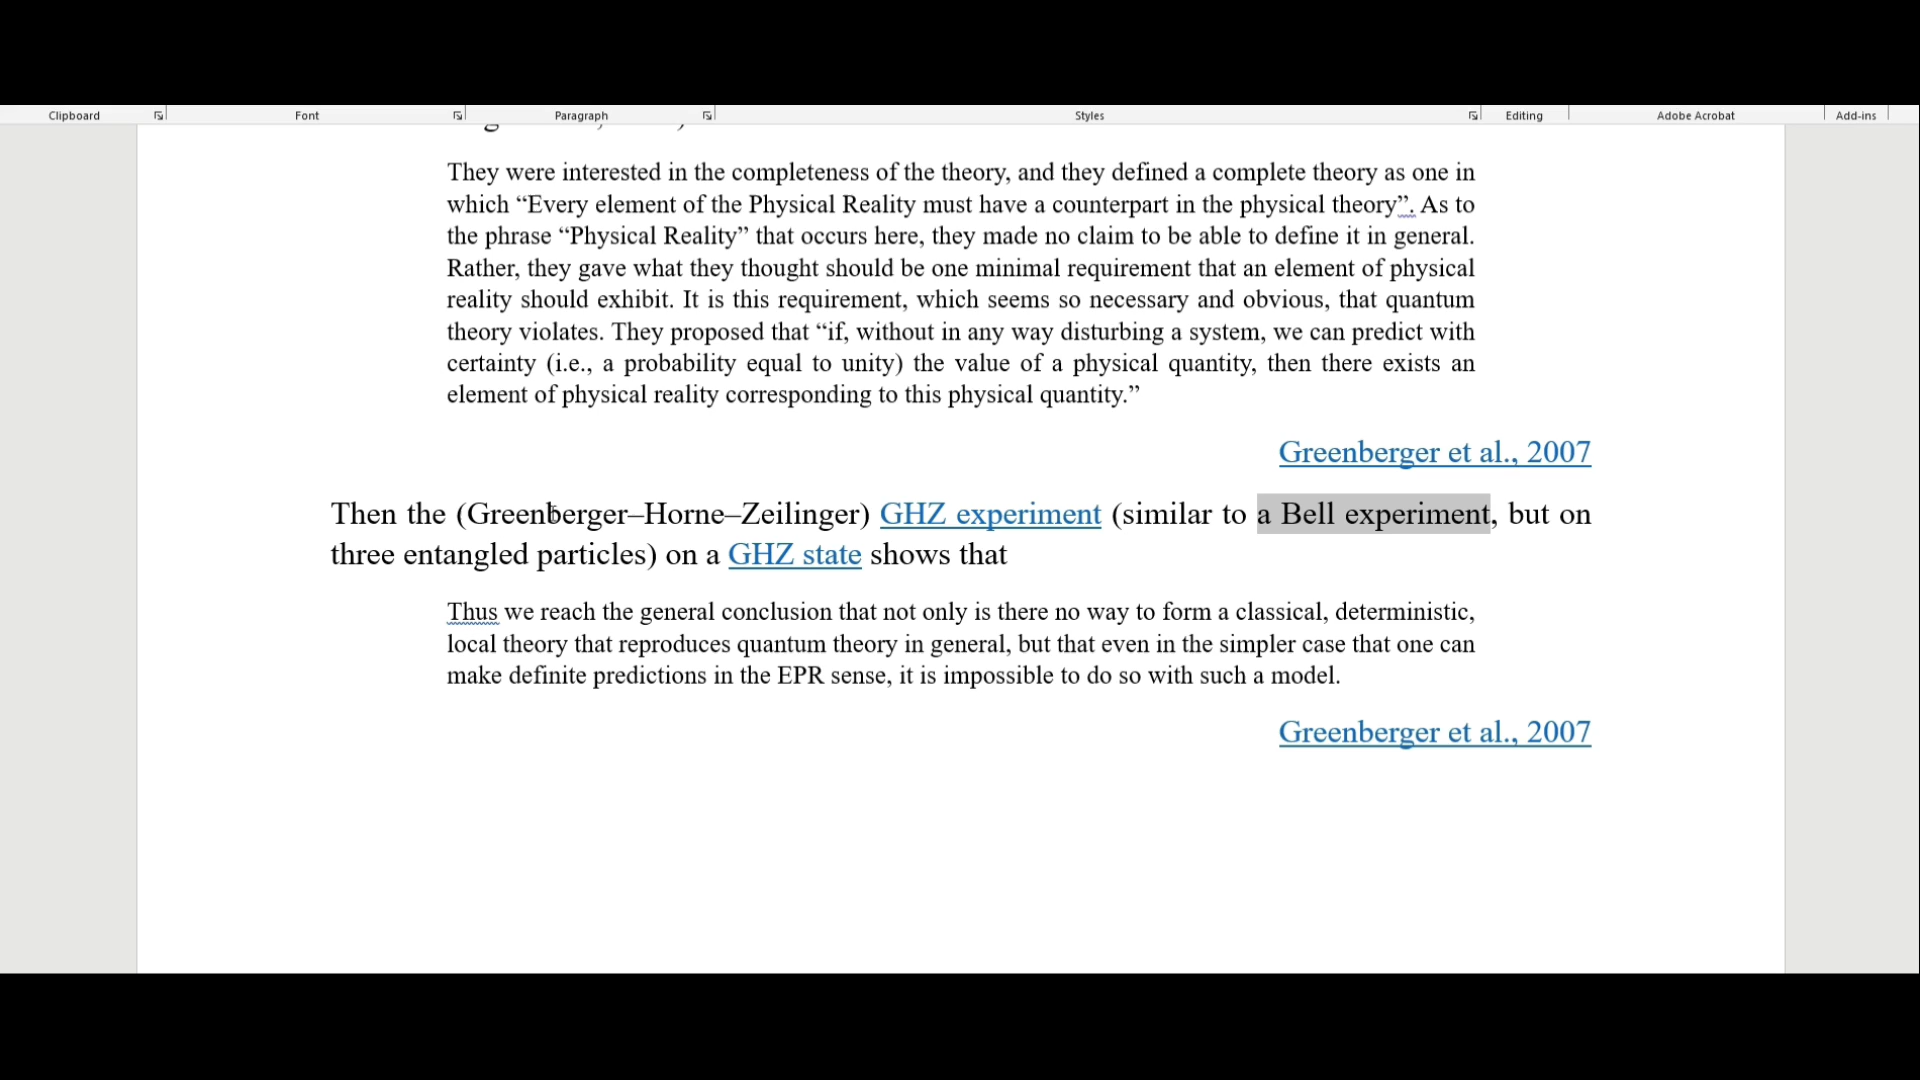 Clipboard Font Paragraph Styles Editing Adobe Acrobat Add-ins
They were interested in the completeness of the theory, and they defined a complete theory as one in
which “Every element of the Physical Reality must have a counterpart in the physical theory”. As to
the phrase “Physical Reality” that occurs here, they made no claim to be able to define it in general.
Rather, they gave what they thought should be one minimal requirement that an element of physical
reality should exhibit. It is this requirement, which seems so necessary and obvious, that quantum
theory violates. They proposed that “if, without in any way disturbing a system, we can predict with
certainty (i.e., a probability equal to unity) the value of a physical quantity, then there exists an
element of physical reality corresponding to this physical quantity.”
Greenberger et al., 2007
Then the (Greenberger–Horne–Zeilinger) GHZ experiment (similar to a Bell experiment, but on
three entangled particles) on a GHZ state shows that
Thus we reach the general conclusion that not only is there no way to form a classical, deterministic,
local theory that reproduces quantum theory in general, but that even in the simpler case that one can
make definite predictions in the EPR sense, it is impossible to do so with such a model.
Greenberger et al., 2007